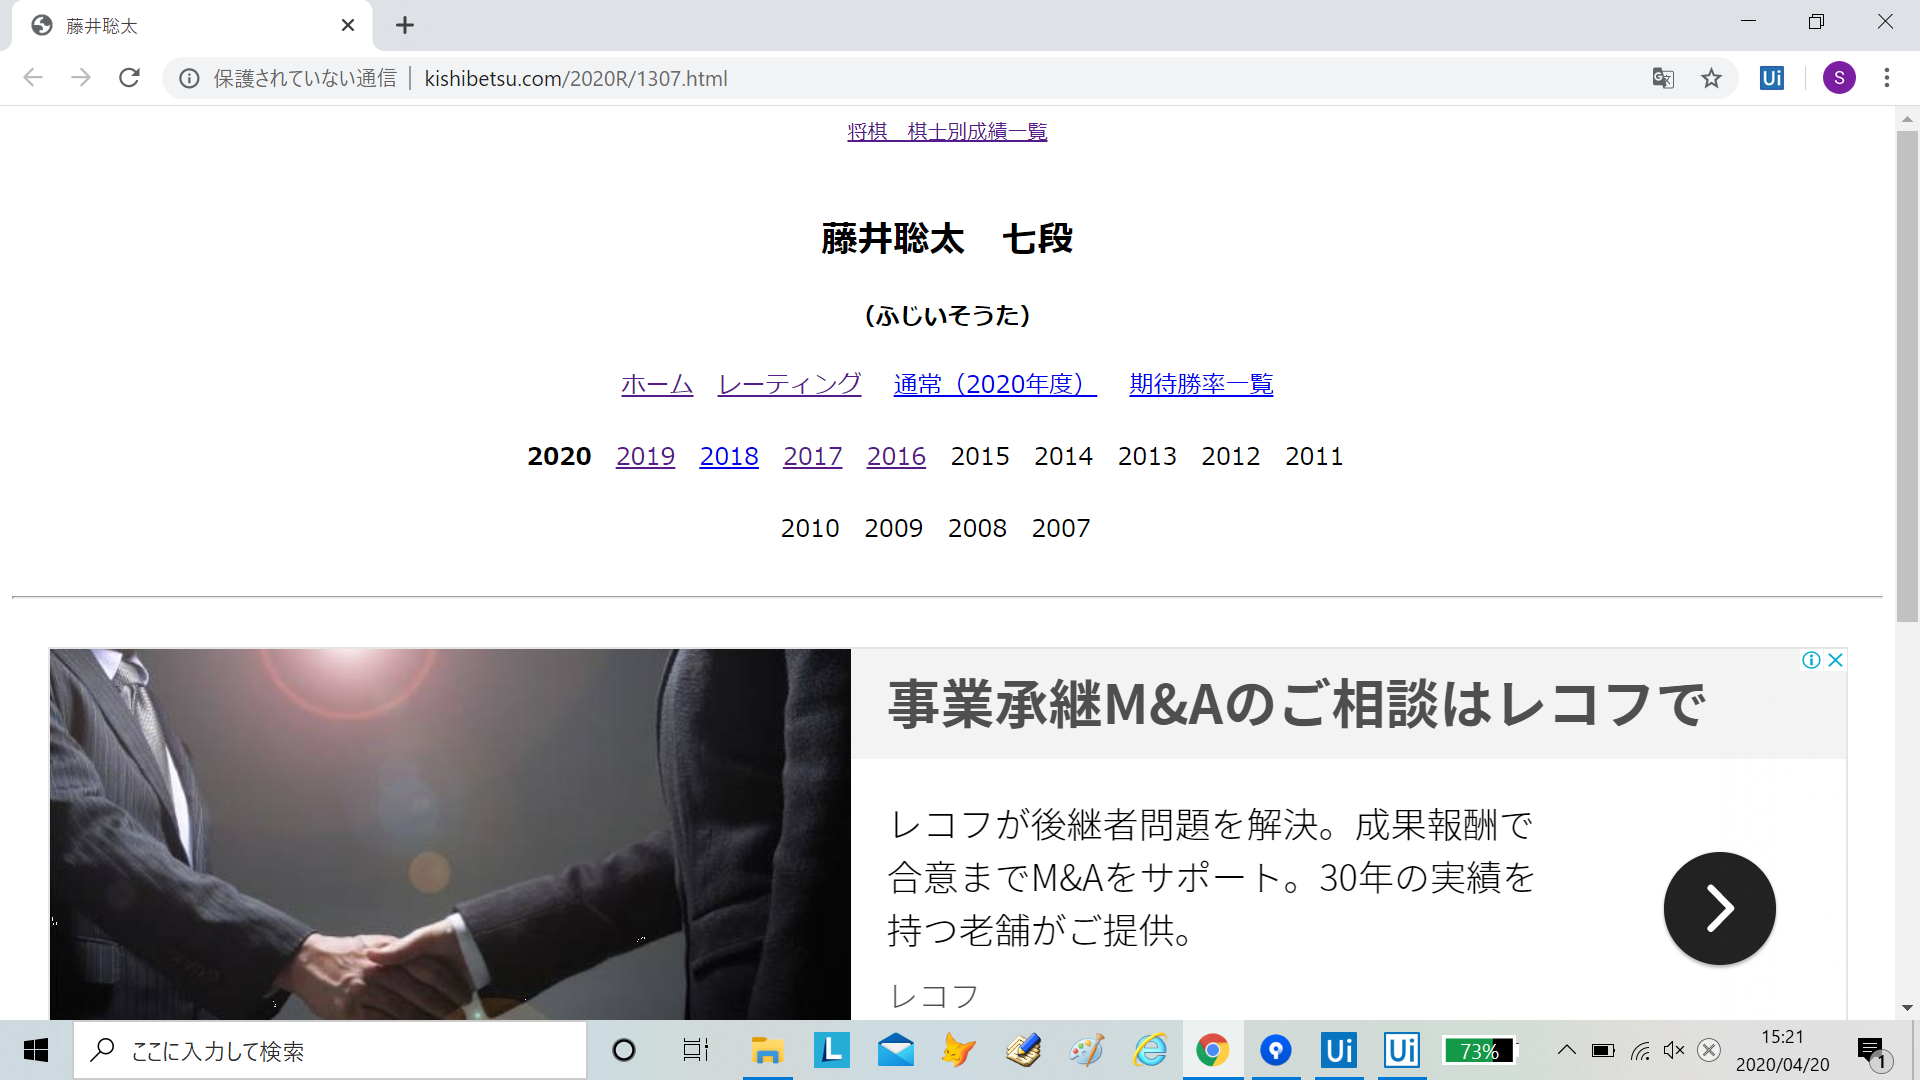 藤井聡太
保護されていない通信 kishibetsu.com/2020R/1307.html
Ui
S
将棋　棋士別成績一覧
藤井聡太　七段
（ふじいそうた）
ホーム レーティング 通常（2020年度） 期待勝率一覧
2020 2019 2018 2017 2016 2015 2014 2013 2012 2011
2010 2009 2008 2007
事業承継M&Aのご相談はレコフで
レコフが後継者問題を解決。成果報酬で
合意までM&Aをサポート。30年の実績を
持つ老舗がご提供。
レコフ
ここに入力して検索
L
Ui
Ui
73%
15:21
2020/04/20
1